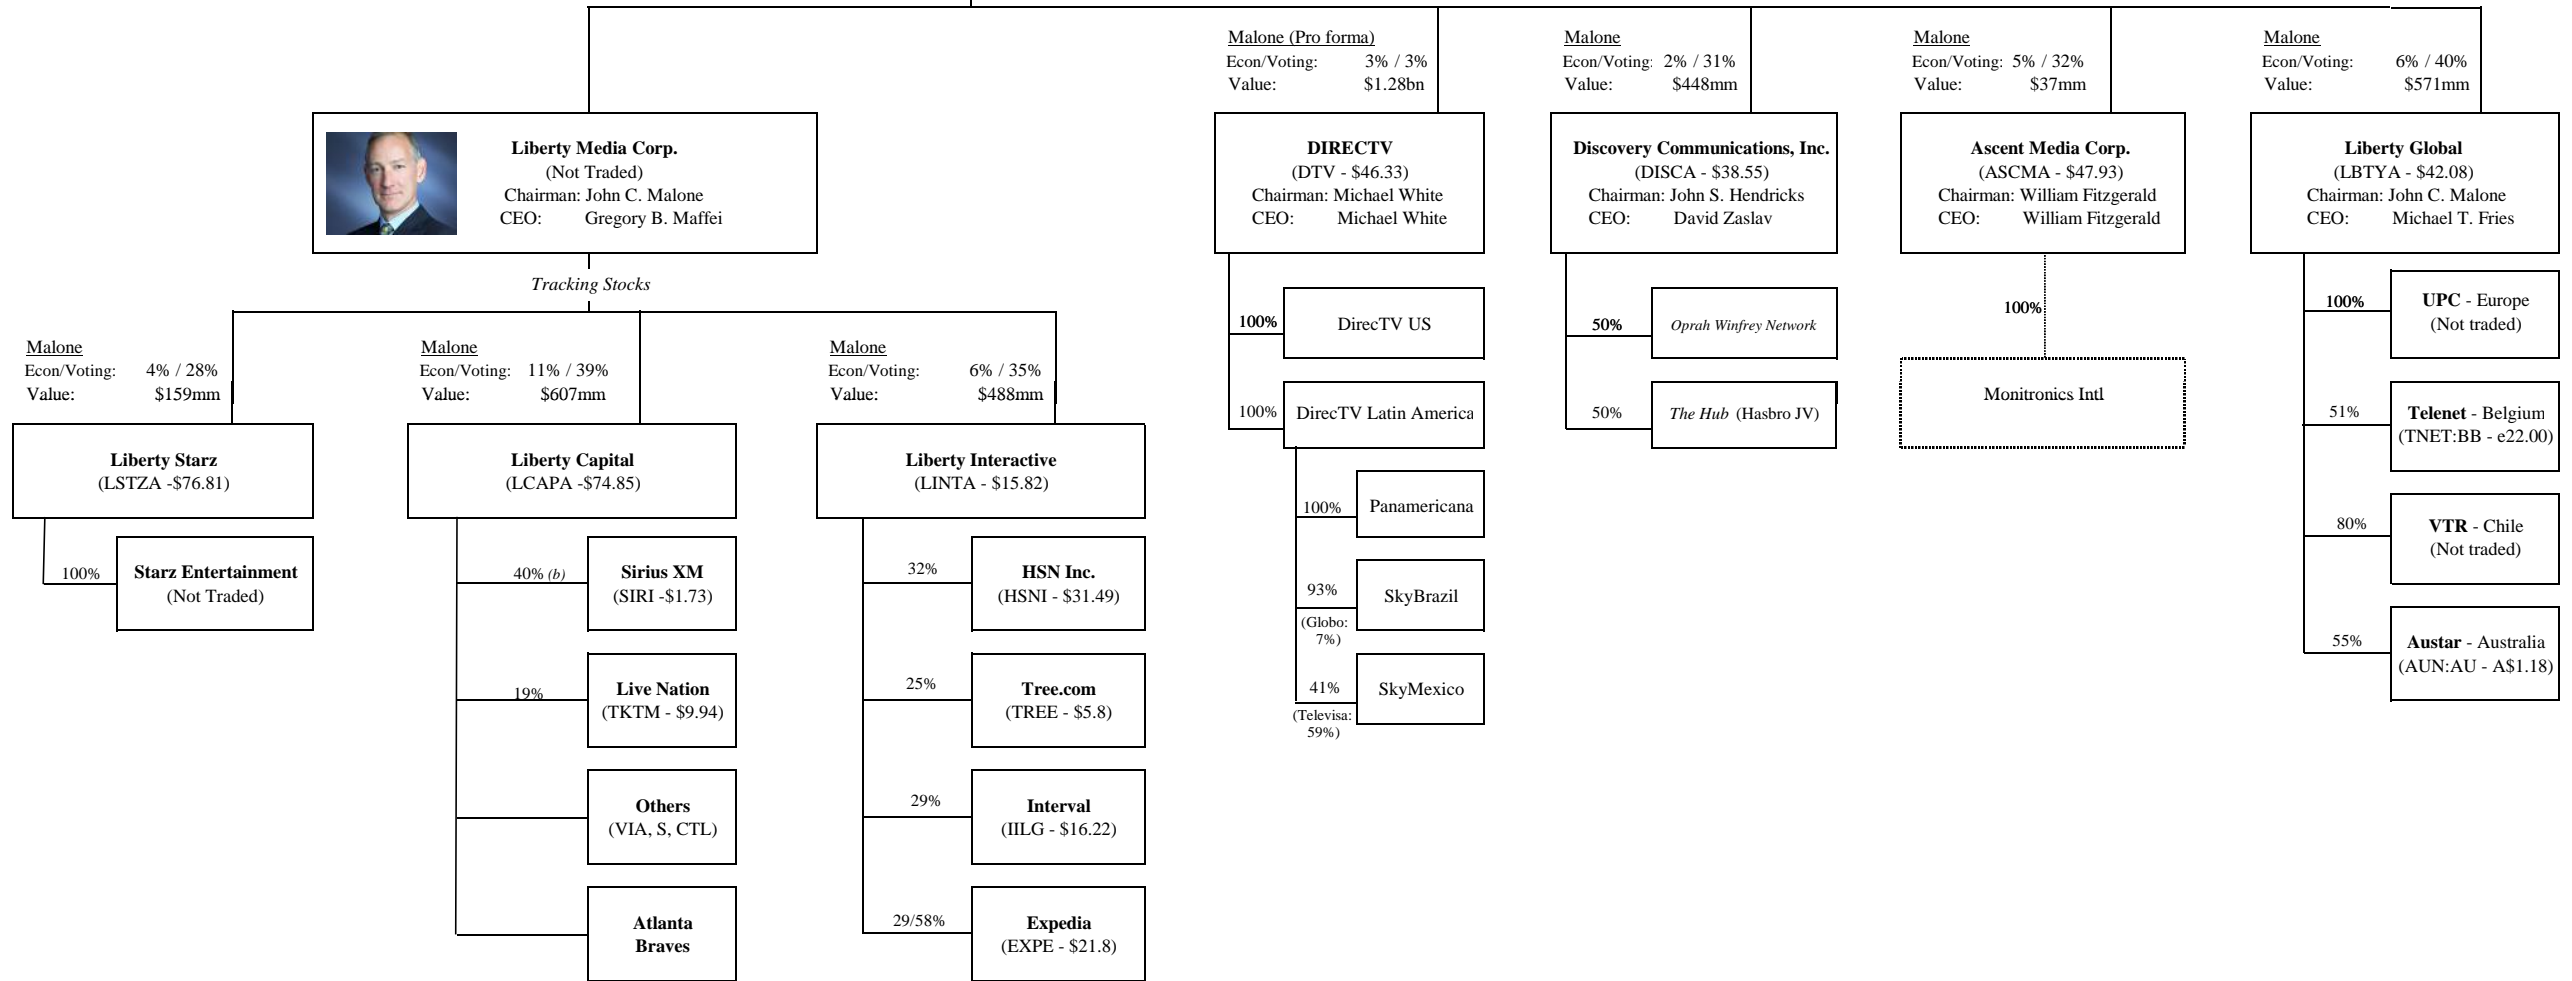 Malone (Pro forma)
Econ/Voting: 3% / 3%
Value: $1.28bn
Malone
Econ/Voting: 2% / 31%
Value: $448mm
Malone
Econ/Voting: 5% / 32%
Value: $37mm
Malone
Econ/Voting: 6% / 40%
Value: $571mm
Liberty Media Corp.
(Not Traded)
Chairman: John C. Malone
CEO: Gregory B. Maffei
DIRECTV
(DTV - $46.33)
Chairman: Michael White
CEO: Michael White
Discovery Communications, Inc.
(DISCA - $38.55)
Chairman: John S. Hendricks
CEO: David Zaslav
Ascent Media Corp.
(ASCMA - $47.93)
Chairman: William Fitzgerald
CEO: William Fitzgerald
Liberty Global
(LBTYA - $42.08)
Chairman: John C. Malone
CEO: Michael T. Fries
Tracking Stocks
Malone
Econ/Voting: 4% / 28%
Value: $159mm
Malone
Econ/Voting: 11% / 39%
Value: $607mm
Malone
Econ/Voting: 6% / 35%
Value: $488mm
Liberty Starz
(LSTZA -$76.81)
100%
Starz Entertainment
(Not Traded)
Liberty Capital
(LCAPA -$74.85)
40% (b)
Sirius XM
(SIRI -$1.73)
19%
Live Nation
(TKTM - $9.94)
Others
(VIA, S, CTL)
Atlanta
Braves
Liberty Interactive
(LINTA - $15.82)
32%
HSN Inc.
(HSNI - $31.49)
25%
Tree.com
(TREE - $5.8)
29%
Interval
(IILG - $16.22)
29/58%
Expedia
(EXPE - $21.8)
100%
DirecTV US
100%
DirecTV Latin America
100%
Panamericana
93%
SkyBrazil
(Globo:
7%)
41%
SkyMexico
(Televisa:
59%)
50%
Oprah Winfrey Network
50%
The Hub (Hasbro JV)
100%
Monitronics Intl
100%
UPC - Europe
(Not traded)
51%
Telenet - Belgium
(TNET:BB - e22.00)
80%
VTR - Chile
(Not traded)
55%
Austar - Australia
(AUN:AU - A$1.18)